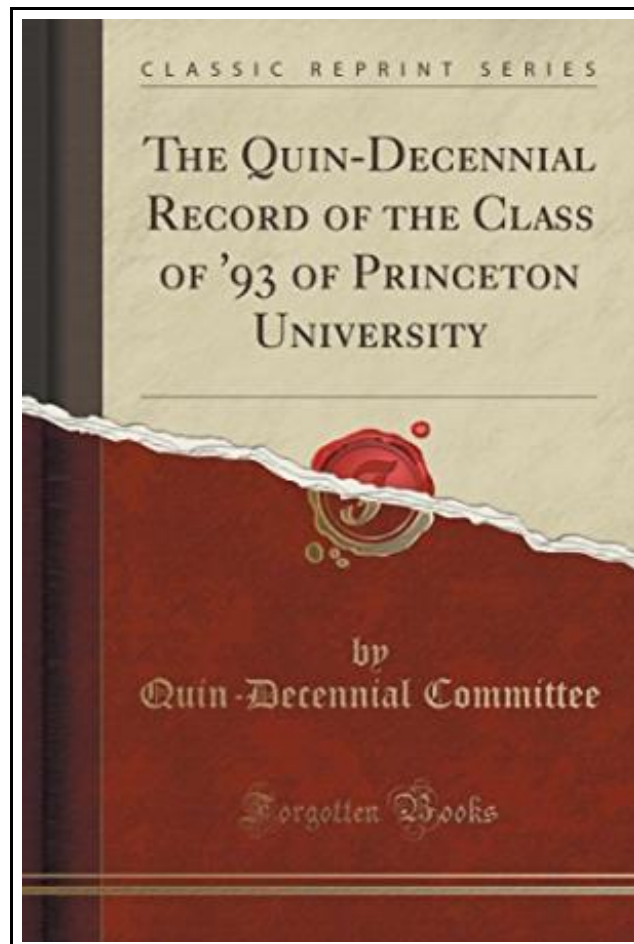 CLASSIC REPRINT SERIES
THE QUIN-DECENNIAL
RECORD OF THE CLASS
OF '93 OF PRINCETON
UNIVERSITY
by
Quin-Decennial Committee
Forgotten Books